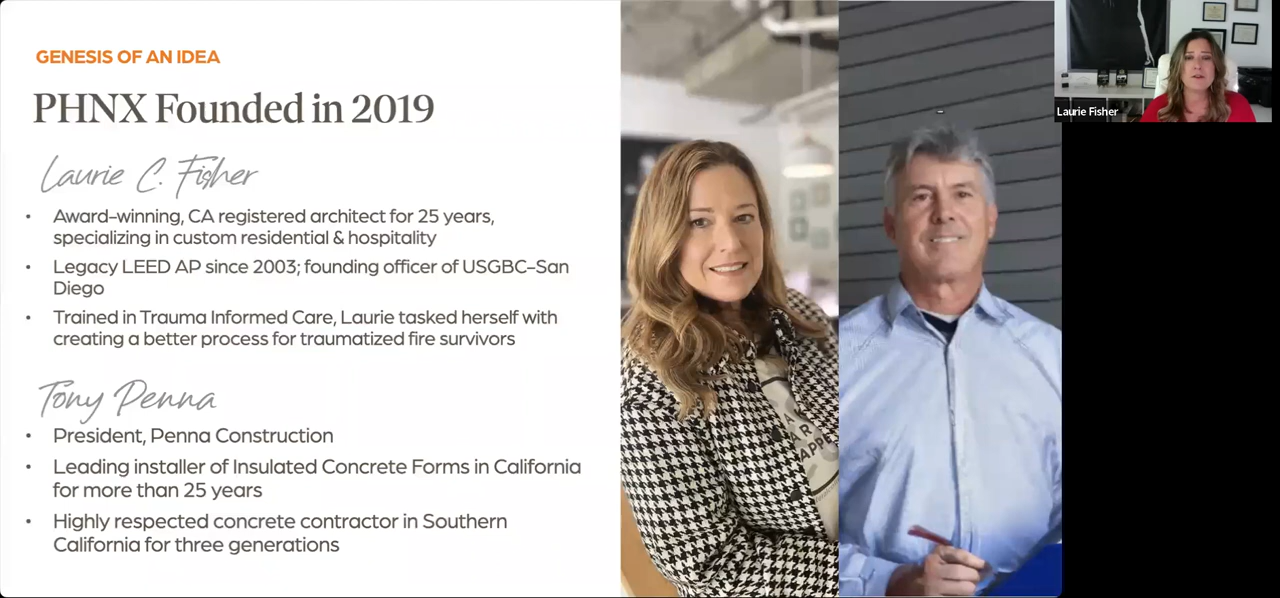 GENESIS OF AN IDEA
PHNX Founded in 2019
Laurie C. Fisher
• Award-winning, CA registered architect for 25 years,
specializing in custom residential & hospitality
• Legacy LEED AP since 2003; founding officer of USGBC-San
Diego
• Trained in Trauma Informed Care, Laurie tasked herself with
creating a better process for traumatized fire survivors
Tony Penna
• President, Penna Construction
• Leading installer of Insulated Concrete Forms in California
for more than 25 years
• Highly respected concrete contractor in Southern
California for three generations
Laurie Fisher